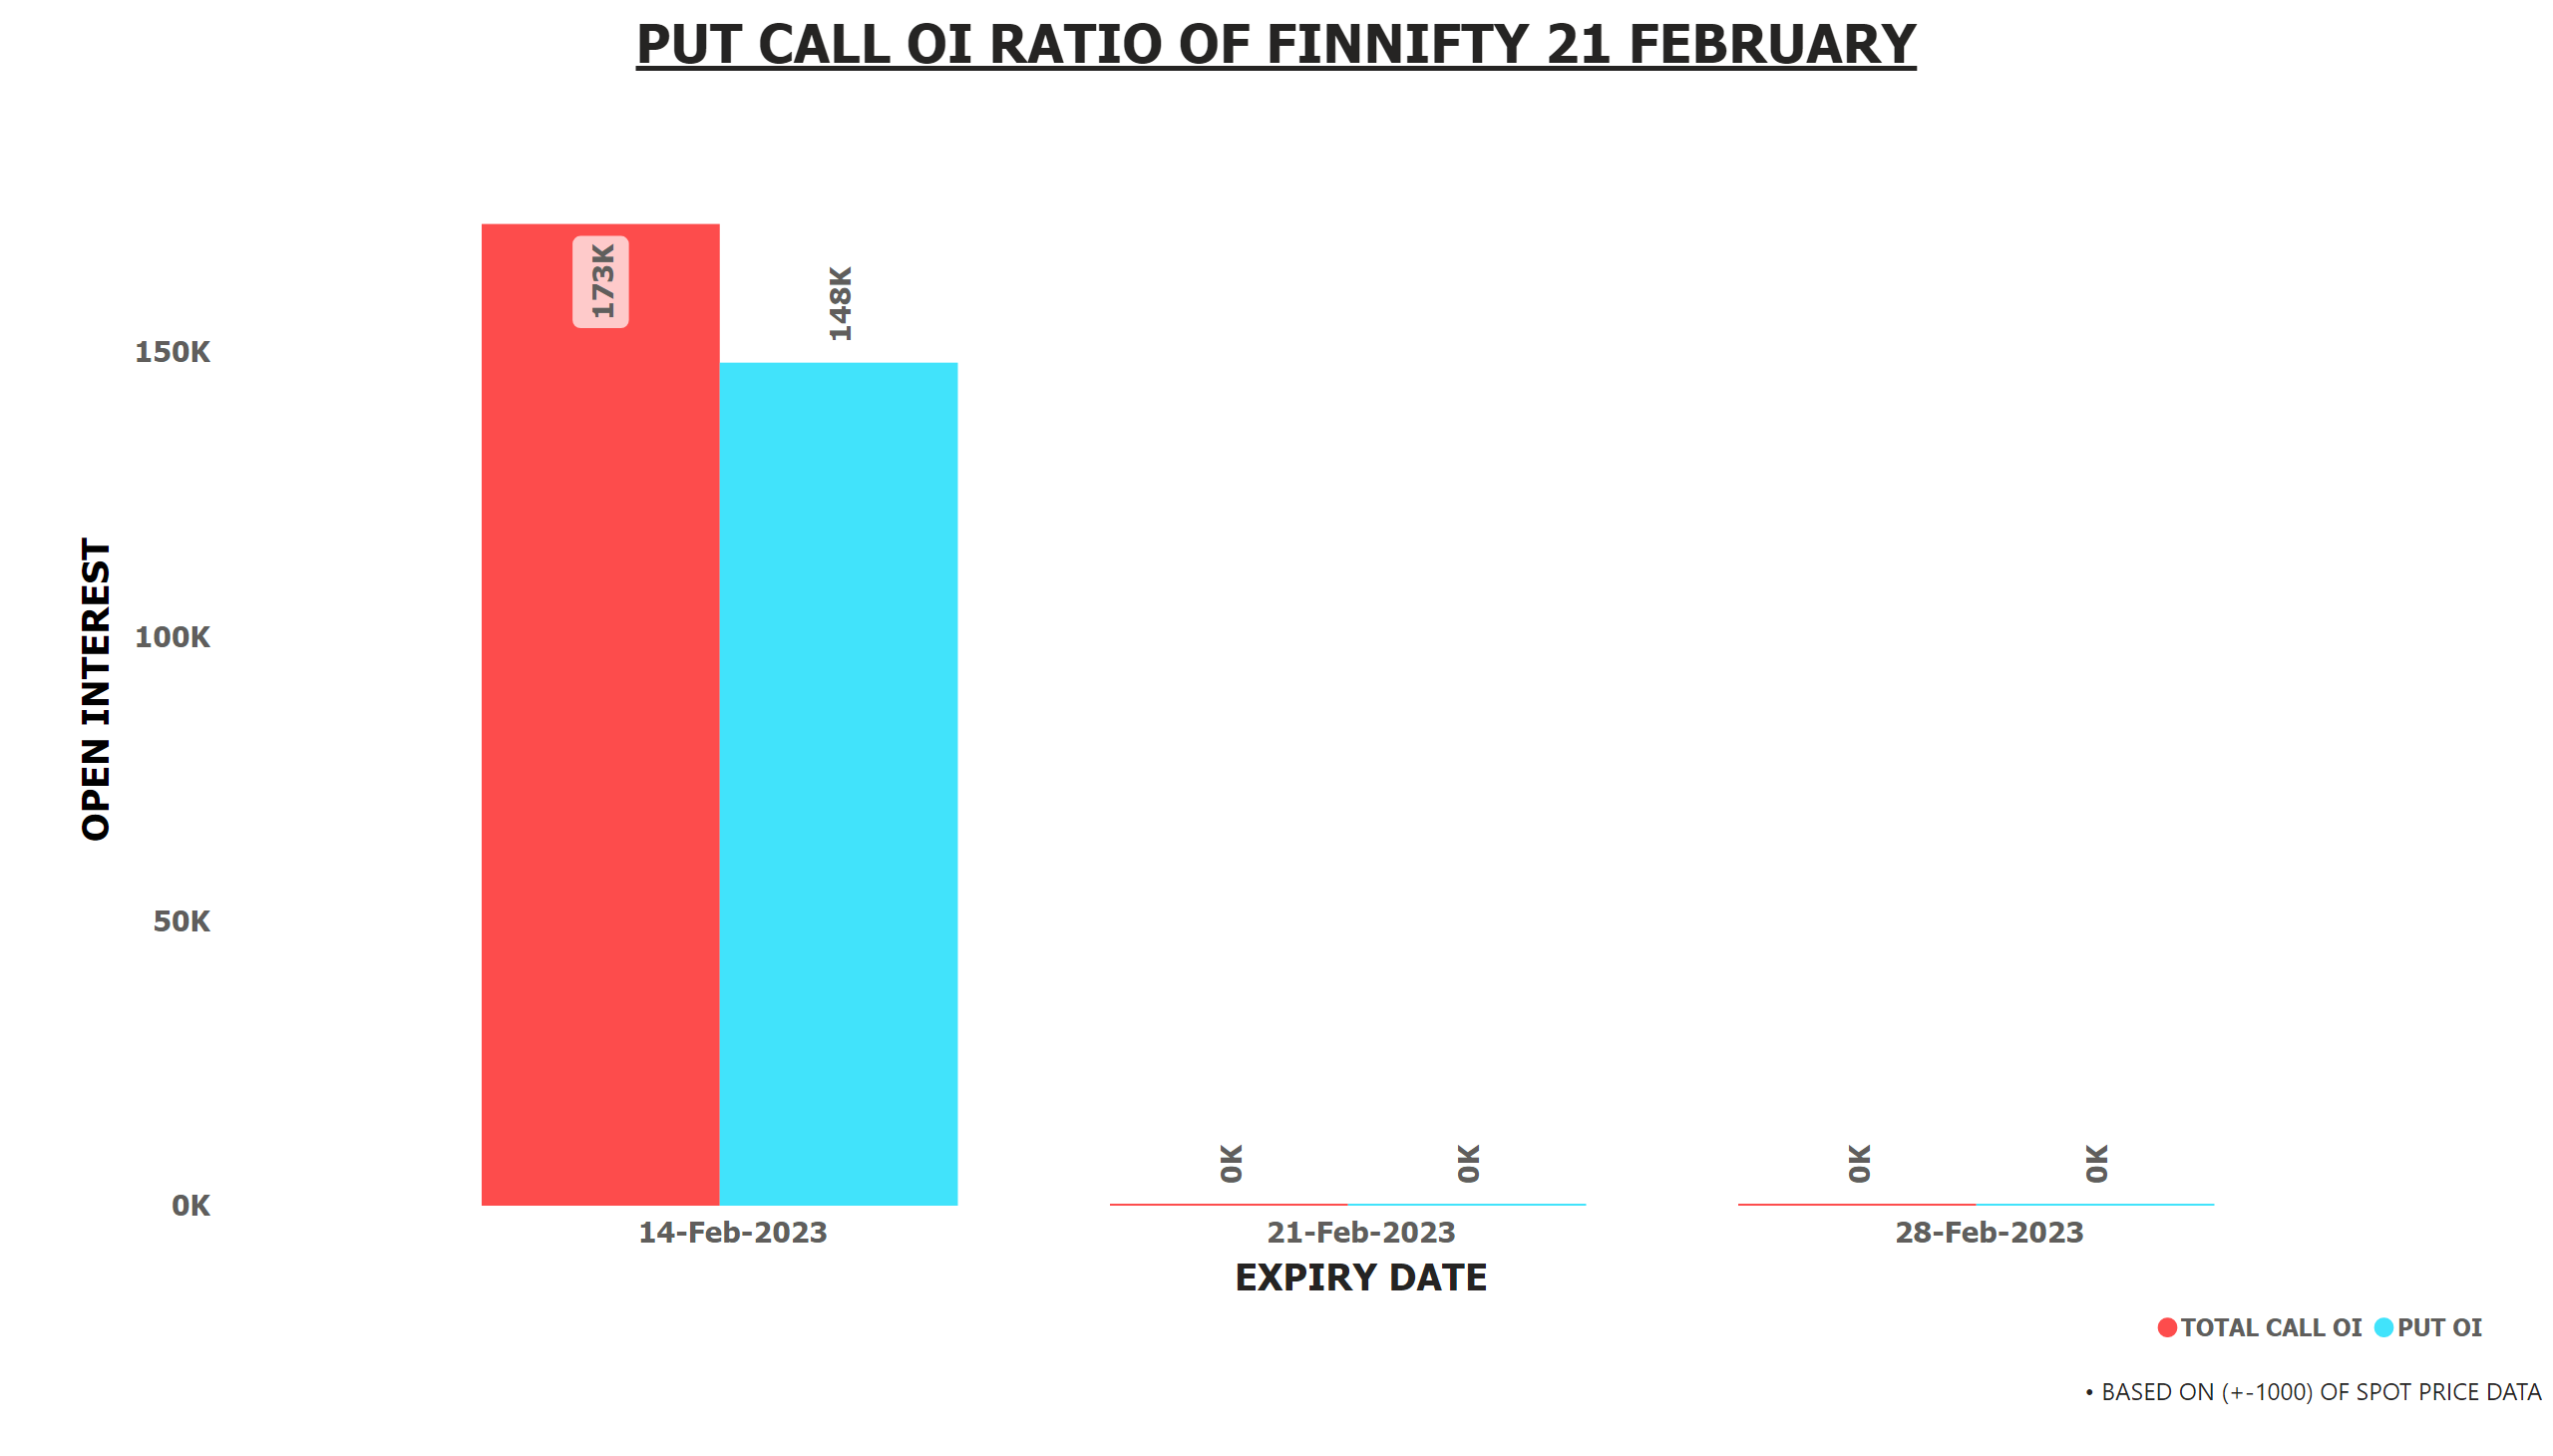 PUT CALL OI RATIO OF FINNIFTY 21 FEBRUARY
173K
148K
150K
100K
50K
0K
OPEN INTEREST
0K
0K
0K
0K
14-Feb-2023
21-Feb-2023
28-Feb-2023
EXPIRY DATE
TOTAL CALL OI PUT OI
• BASED ON (+-1000) OF SPOT PRICE DATA